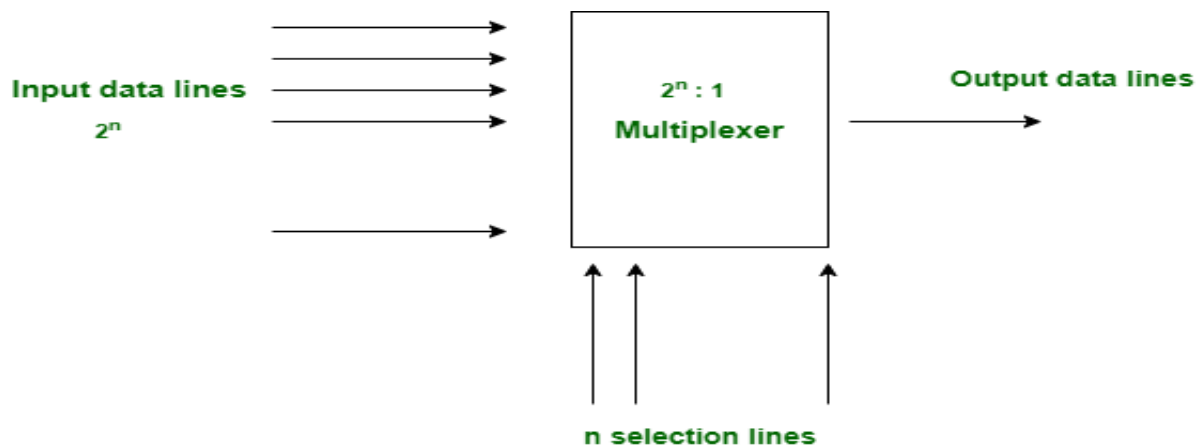 Input data lines
2ⁿ
2ⁿ : 1
Multiplexer
Output data lines
n selection lines